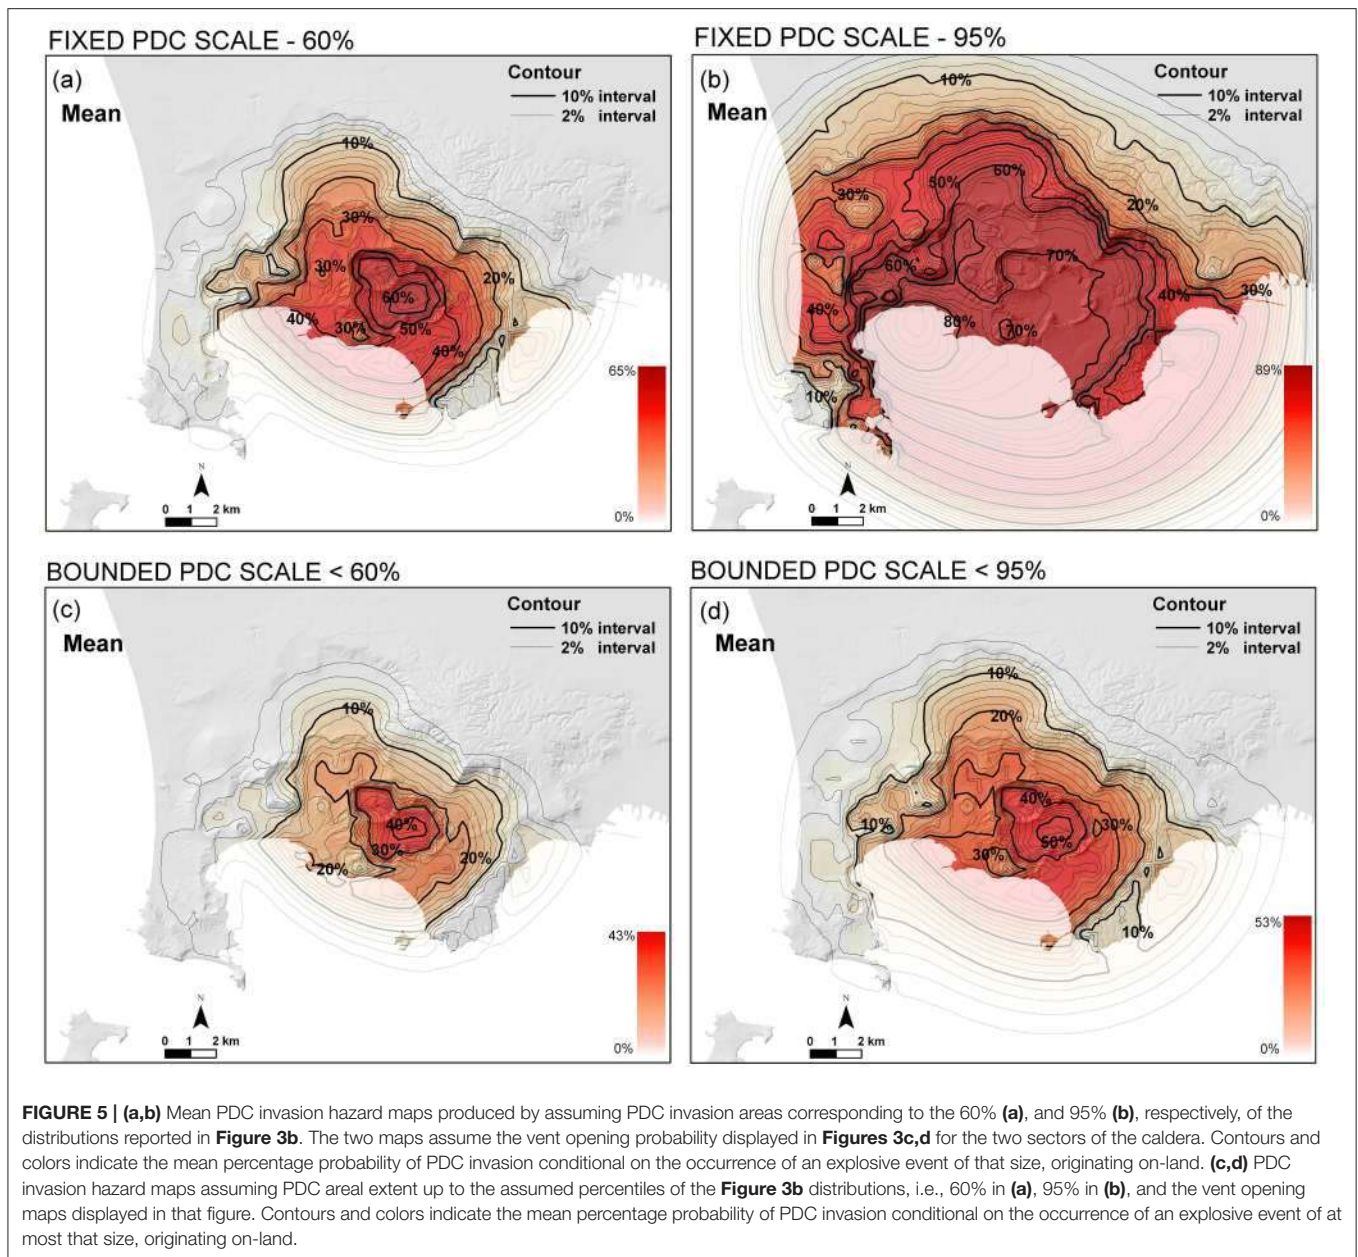 FIXED PDC SCALE - 60%
(a)
Mean
Contour
10% interval
2% interval
10%
30%
30%
20%
60%
40%
30%
50%
40%
65%
0%
N
0 1 2 km
FIXED PDC SCALE - 95%
(b)
Mean
Contour
10% interval
2% interval
10%
60%
50%
30%
20%
70%
60%
40%
30%
40%
80%
70%
10%
89%
0%
N
0 1 2 km
BOUNDED PDC SCALE < 60%
(c)
Mean
Contour
10% interval
2% interval
10%
40%
30%
20%
20%
43%
0%
N
0 1 2 km
BOUNDED PDC SCALE < 95%
(d)
Mean
Contour
10% interval
2% interval
10%
20%
40%
10%
30%
50%
30%
10%
53%
0%
N
0 1 2 km
FIGURE 5 | (a,b) Mean PDC invasion hazard maps produced by assuming PDC invasion areas corresponding to the 60% (a), and 95% (b), respectively, of the
distributions reported in Figure 3b. The two maps assume the vent opening probability displayed in Figures 3c,d for the two sectors of the caldera. Contours and
colors indicate the mean percentage probability of PDC invasion conditional on the occurrence of an explosive event of that size, originating on-land. (c,d) PDC
invasion hazard maps assuming PDC areal extent up to the assumed percentiles of the Figure 3b distributions, i.e., 60% in (a), 95% in (b), and the vent opening
maps displayed in that figure. Contours and colors indicate the mean percentage probability of PDC invasion conditional on the occurrence of an explosive event of at
most that size, originating on-land.